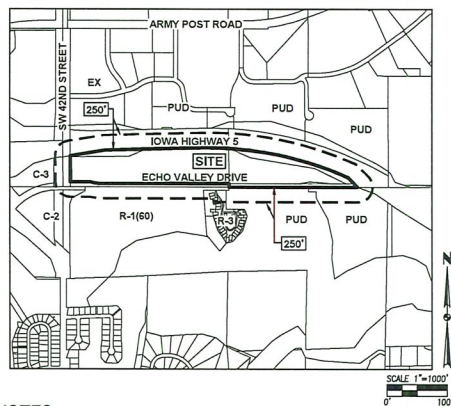 ARMY POST ROAD
SW 42ND STREET
EX
250'
PUD
PUD
PUD
IOWA HIGHWAY 5
SITE
C-3
ECHO VALLEY DRIVE
C-2
R-1(60)
R-3
PUD
PUD
250'
N
SCALE 1"=1000'
0'